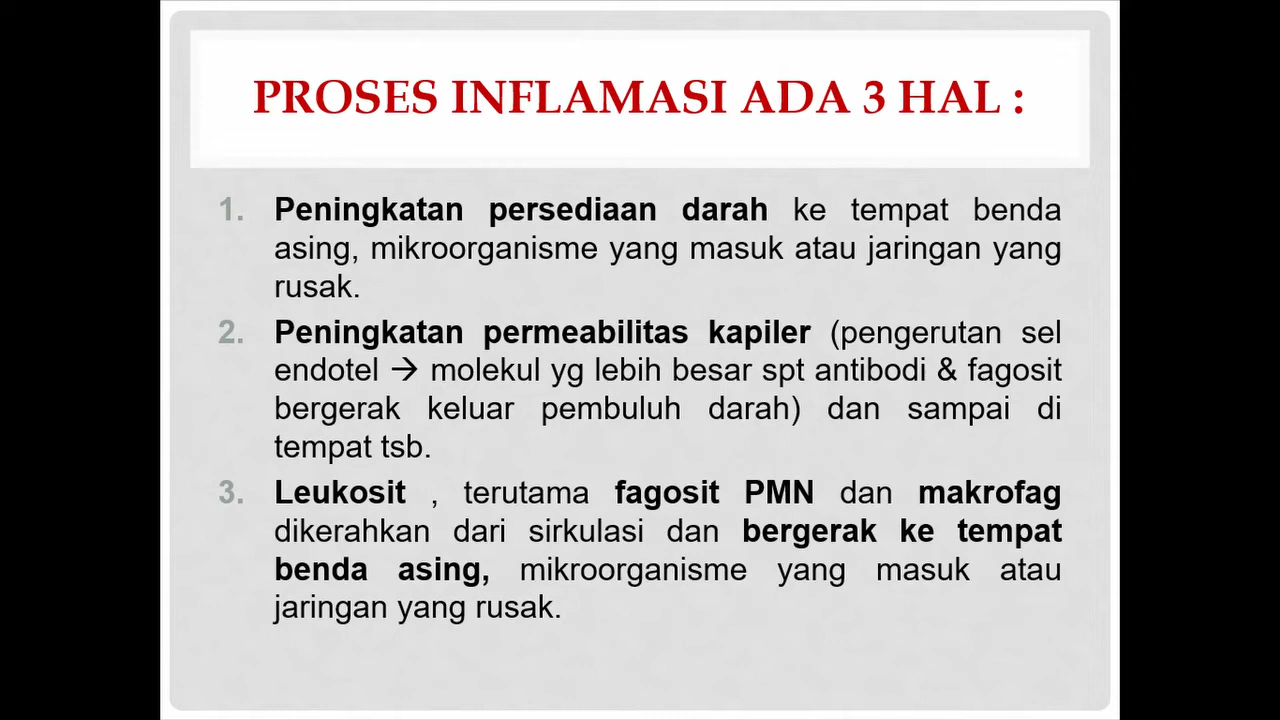 PROSES INFLAMASI ADA 3 HAL :
1. Peningkatan persediaan darah ke tempat benda
asing, mikroorganisme yang masuk atau jaringan yang
rusak.
2. Peningkatan permeabilitas kapiler (pengerutan sel
endotel → molekul yg lebih besar spt antibodi & fagosit
bergerak keluar pembuluh darah) dan sampai di
tempat tsb.
3. Leukosit , terutama fagosit PMN dan makrofag
dikerahkan dari sirkulasi dan bergerak ke tempat
benda asing, mikroorganisme yang masuk atau
jaringan yang rusak.